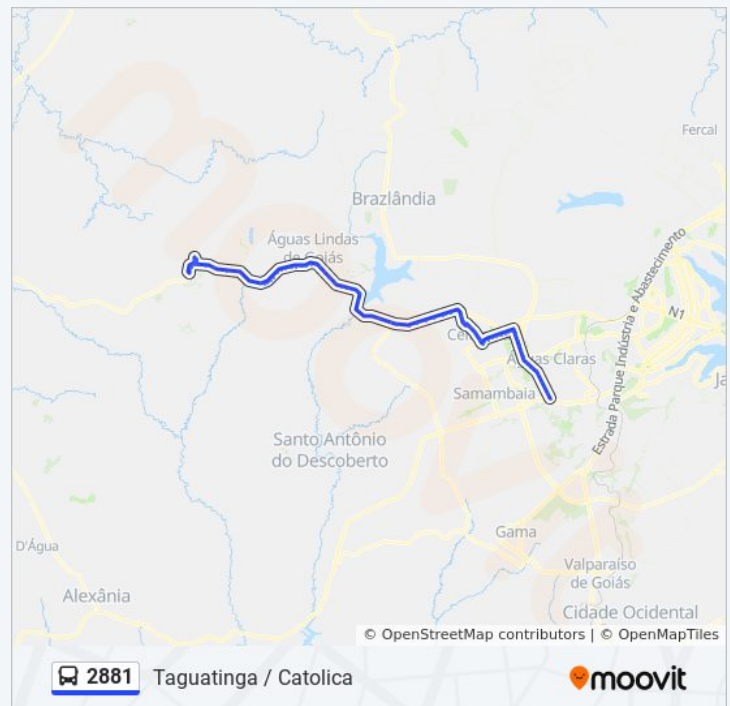 Fercal
Brazlândia
Águas Lindas
de Goiás
Estrada Parque Indústria e Abastecimento
N1
Águas Claras
Samambaia
Santo Antônio
do Descoberto
Gama
D'Água
Valparaíso
de Goiás
Alexânia
Cidade Ocidental
© OpenStreetMap contributors | © OpenMapTiles
2881 Taguatinga / Catolica
moovit